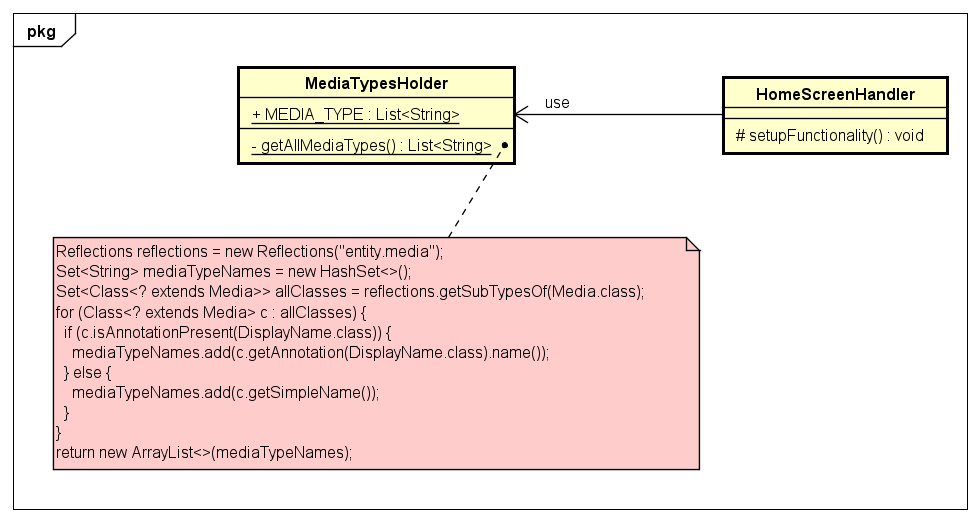 pkg
MediaTypesHolder
+ MEDIA_TYPE : List<String>
- getAllMediaTypes() : List<String>
use
HomeScreenHandler
# setupFunctionality() : void
Reflections reflections = new Reflections("entity.media");
Set<String> mediaTypeNames = new HashSet<>();
Set<Class<? extends Media>> allClasses = reflections.getSubTypesOf(Media.class);
for (Class<? extends Media> c : allClasses) {
  if (c.isAnnotationPresent(DisplayName.class)) {
    mediaTypeNames.add(c.getAnnotation(DisplayName.class).name());
  } else {
    mediaTypeNames.add(c.getSimpleName());
  }
}
return new ArrayList<>(mediaTypeNames);